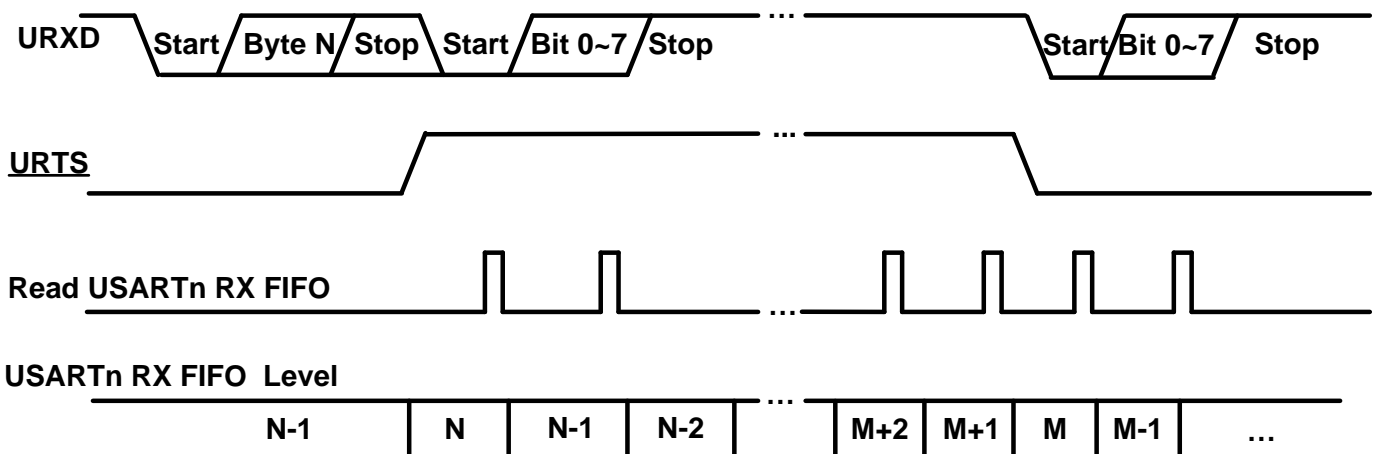 ...
URXD Start Byte N Stop Start Bit 0~7 Stop Start Bit 0~7 Stop
...
URTS
Read USARTn RX FIFO
...
USARTn RX FIFO Level
...
N-1 N N-1 N-2 M+2 M+1 M M-1 ...